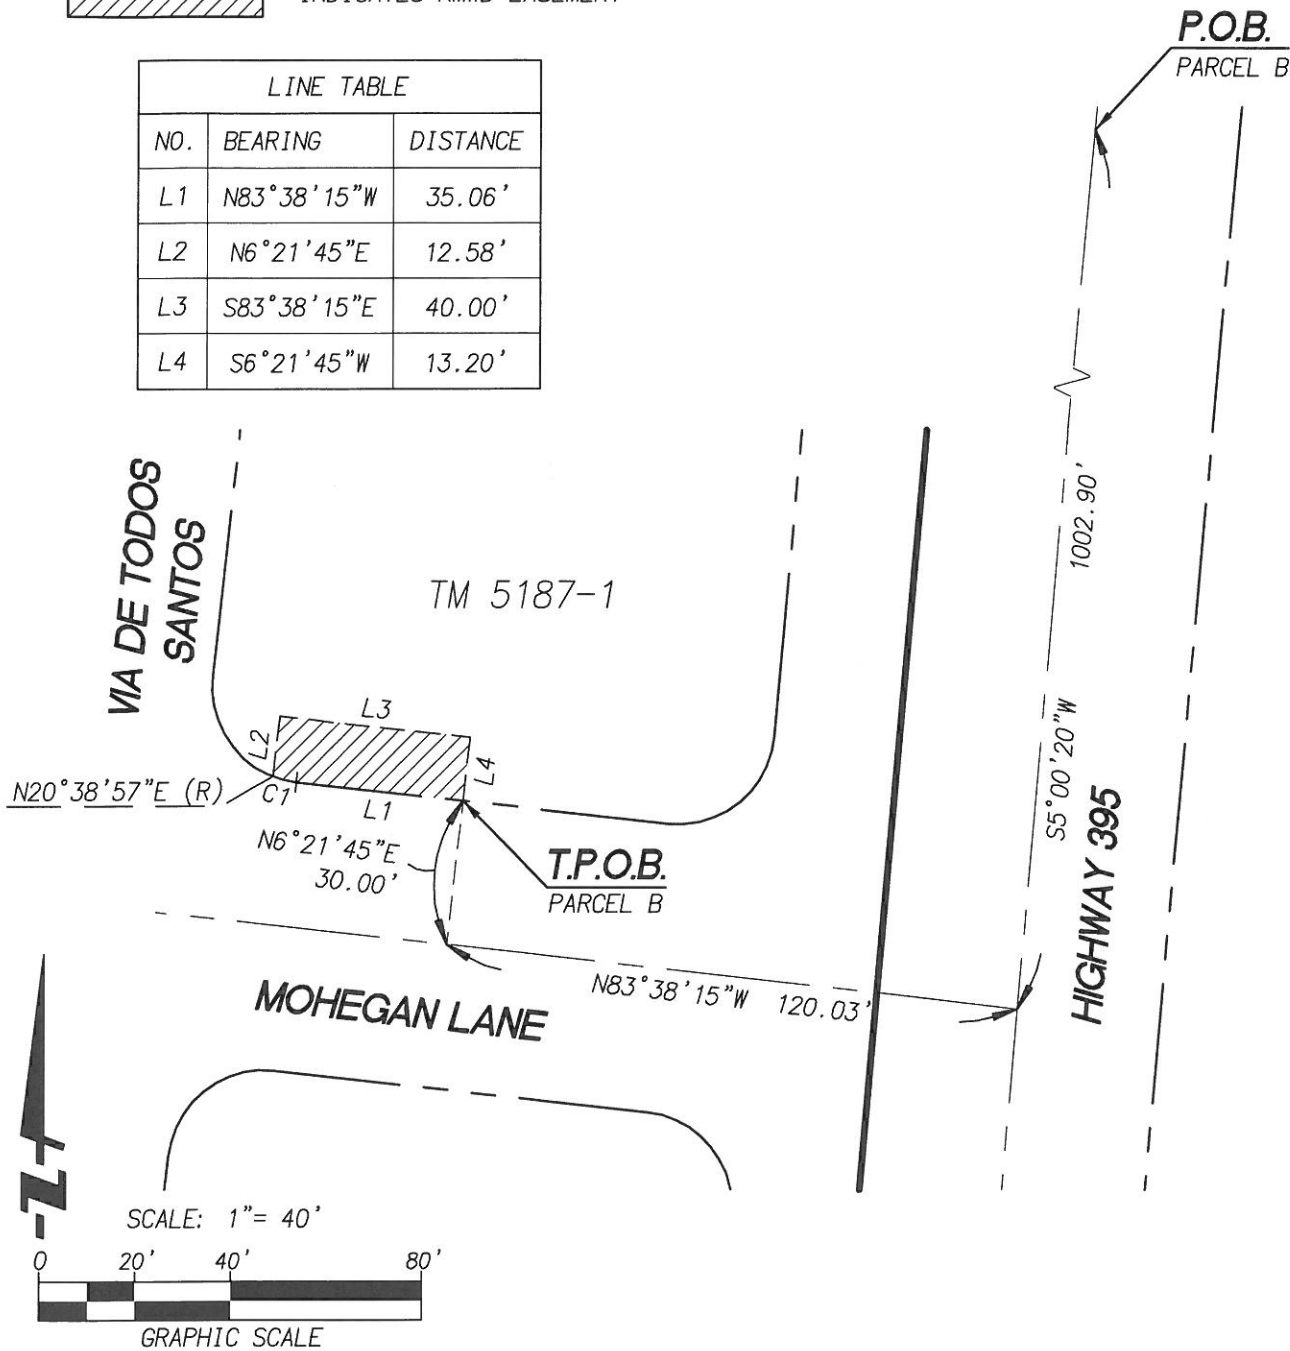 P.O.B.
PARCEL B
LINE TABLE
NO. BEARING DISTANCE
L1 N83°38'15"W 35.06'
L2 N6°21'45"E 12.58'
L3 S83°38'15"E 40.00'
L4 S6°21'45"W 13.20'
1002.90'
S5°00'20"W
HIGHWAY 395
VIA DE TODOS
SANTOS
TM 5187-1
L3
L2
L4
C1
L1
N20°38'57"E (R)
N6°21'45"E
30.00'
T.P.O.B.
PARCEL B
N83°38'15"W 120.03'
MOHEGAN LANE
N
SCALE: 1"= 40'
0 20' 40' 80'
GRAPHIC SCALE